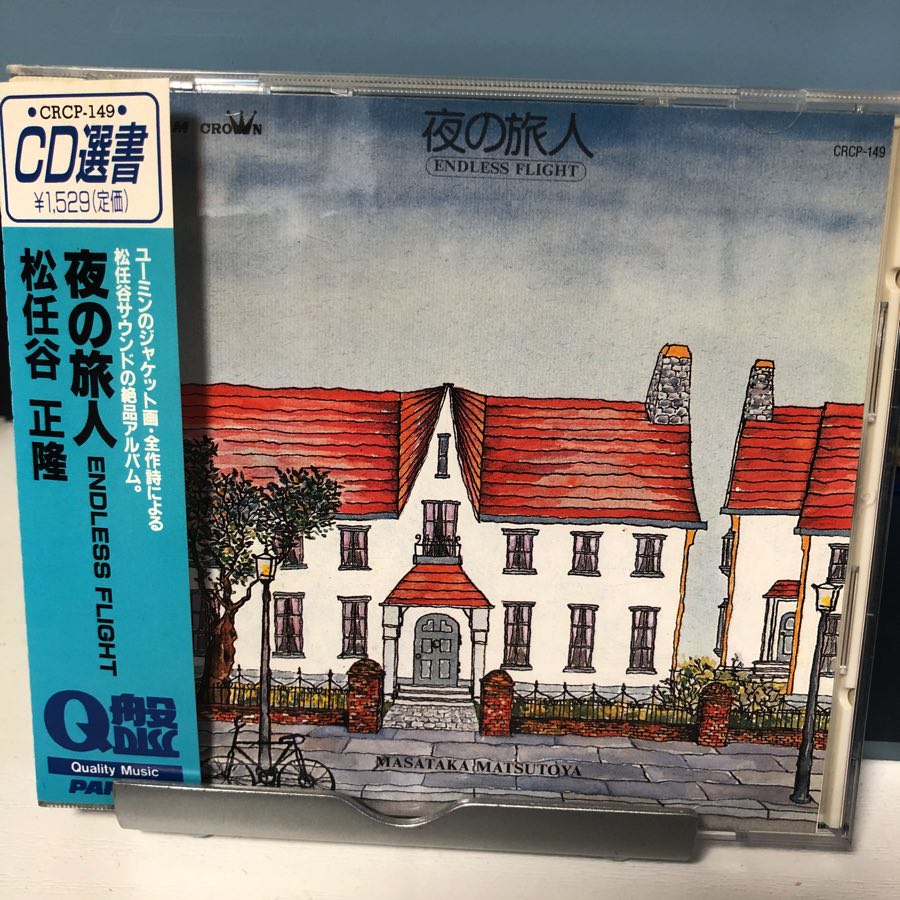 ・CRCP-149・
CD選書
¥1,529(定価)
ユーミンのジャケット画・全作詩による
松任谷サウンドの絶品アルバム。
夜の旅人 ENDLESS FLIGHT
松任谷 正隆
Q盤
DISC
Quality Music
CROWN
夜の旅人
ENDLESS FLIGHT
CRCP-149
MASATAKA MATSUTOYA